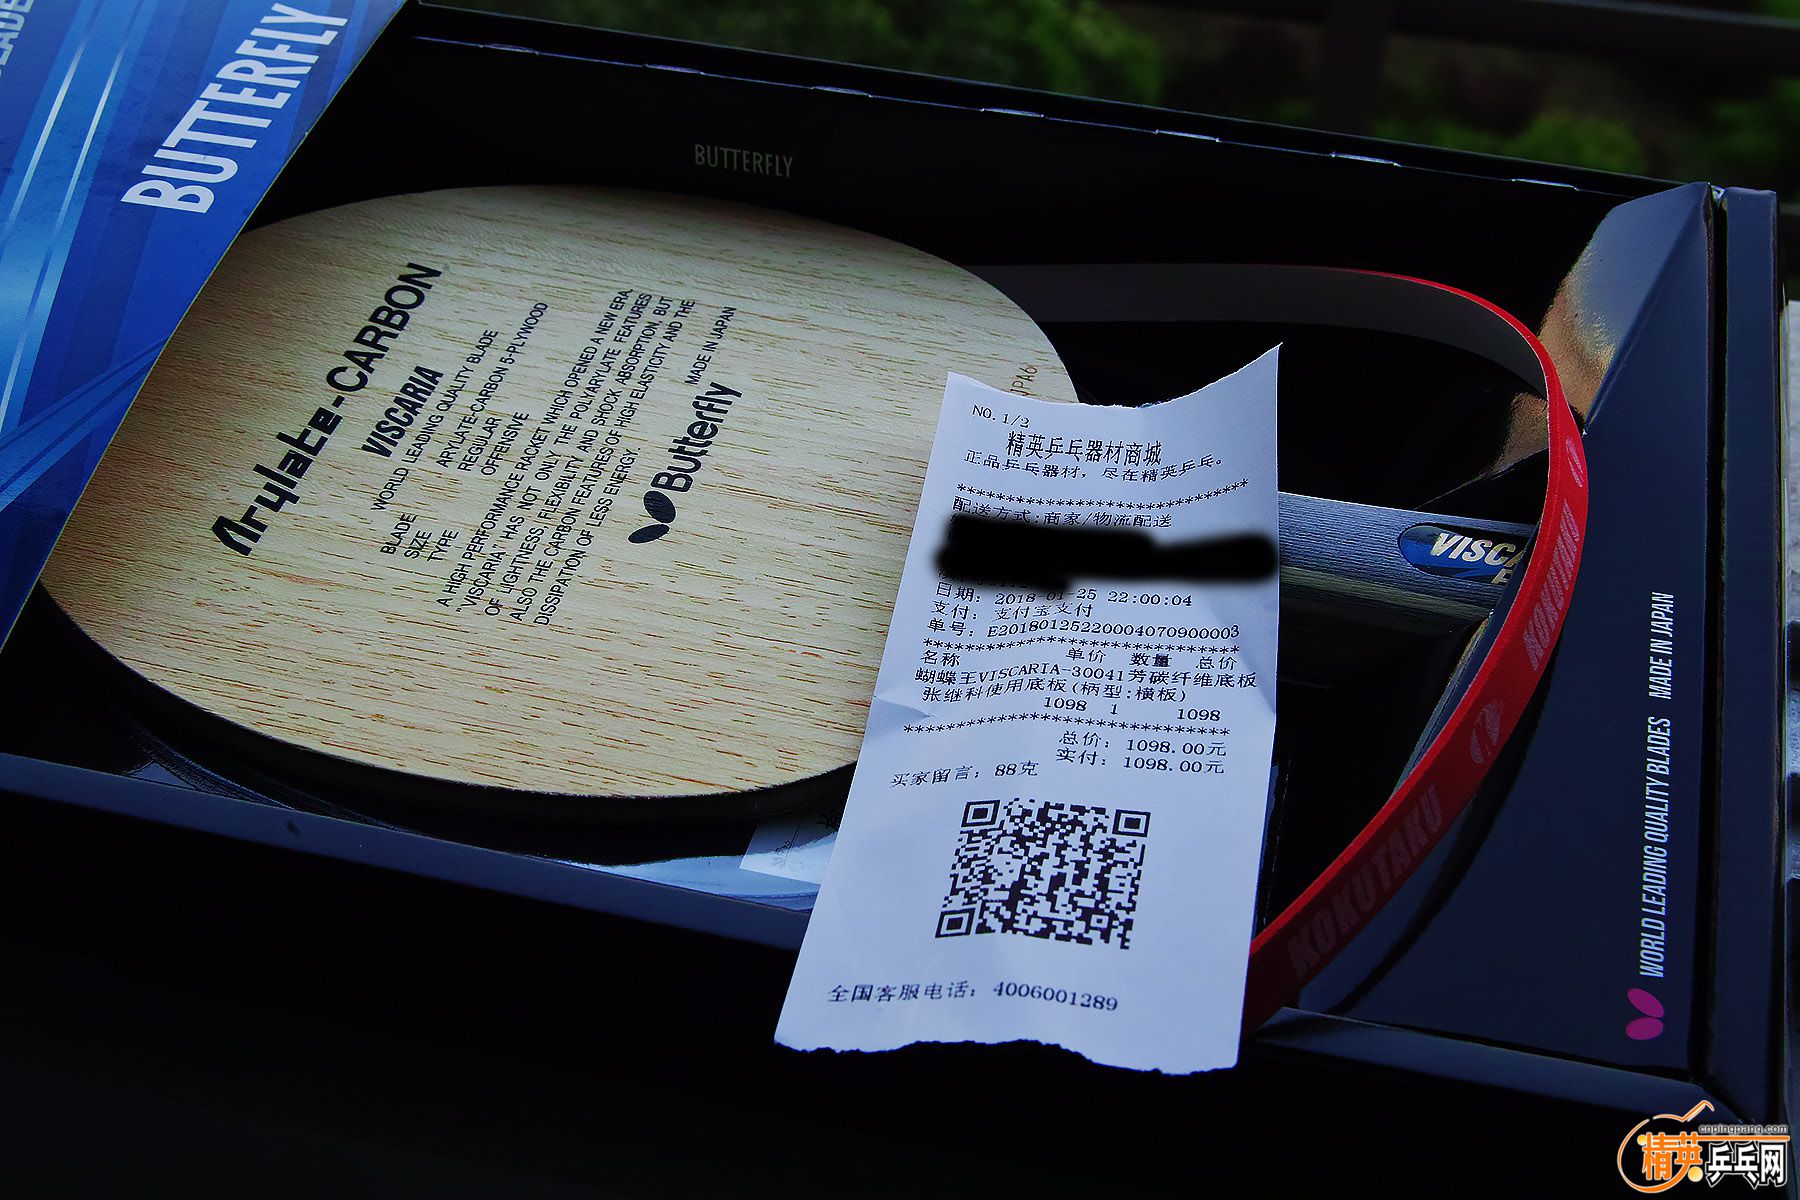 BLADE
BUTTERFLY
BUTTERFLY
Arylate-CARBON
VISCARIA
WORLD LEADING QUALITY BLADE
BLADE ARYLATE-CARBON 5-PLYWOOD
SIZE REGULAR
TYPE OFFENSIVE
A HIGH PERFORMANCE RACKET WHICH OPENED A NEW ERA.
"VISCARIA" HAS NOT ONLY THE POLYARYLATE FEATURES
OF LIGHTNESS, FLEXIBILITY AND SHOCK ABSORPTION, BUT
ALSO THE CARBON FEATURES OF HIGH ELASTICITY AND THE
DISSIPATION OF LESS ENERGY.
Butterfly MADE IN JAPAN
JPA6
NO. 1/2
精英乒乓器材商城
正品乒乓器材，尽在精英乒乓。
******************************
配送方式:商家/物流配送
日期: 2018-01-25 22:00:04
支付: 支付宝支付
单号: E20180125220004070900003
******************************
名称 单价 数量 总价
蝴蝶王VISCARIA-30041芳碳纤维底板
张继科使用底板(柄型:横板)
1098 1 1098
******************************
总价: 1098.00元
实付: 1098.00元
买家留言: 88克
全国客服电话: 4006001289
VISCA
KOKUTAKU
KOKUTAKU
WORLD LEADING QUALITY BLADES MADE IN JAPAN
cnpingpang.com
精英乒乓网